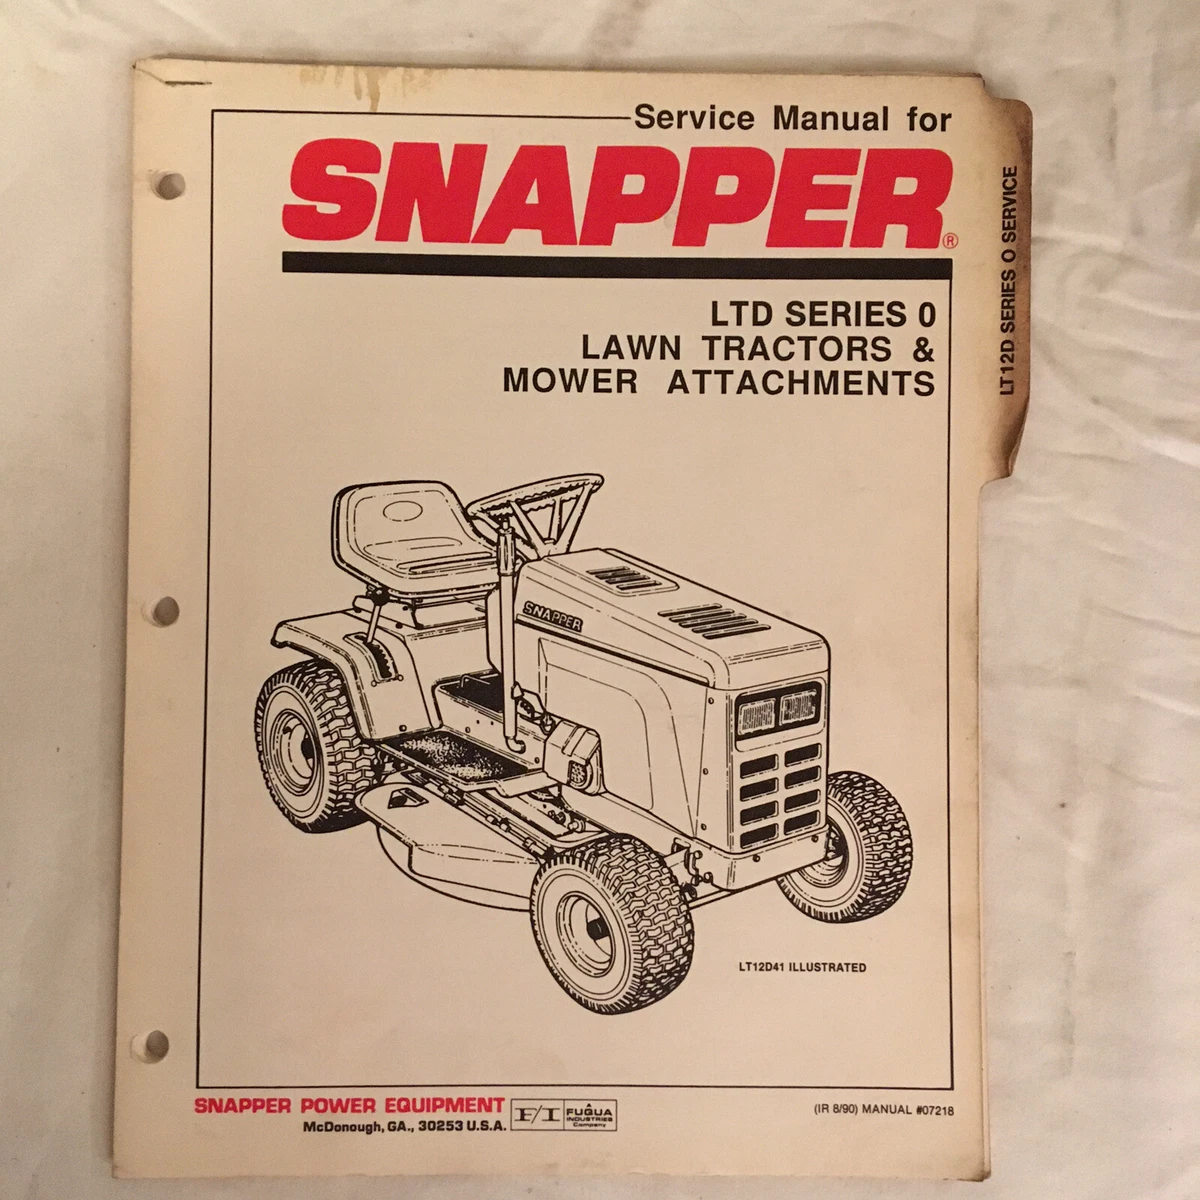 Service Manual for
SNAPPER®
LTD SERIES 0
LAWN TRACTORS &
MOWER ATTACHMENTS
LT12D SERIES O SERVICE
SNAPPER
LT12D41 ILLUSTRATED
SNAPPER POWER EQUIPMENT
McDonough, GA., 30253 U.S.A.
F/I
A
FUQUA
INDUSTRIES
Company
(IR 8/90) MANUAL #07218